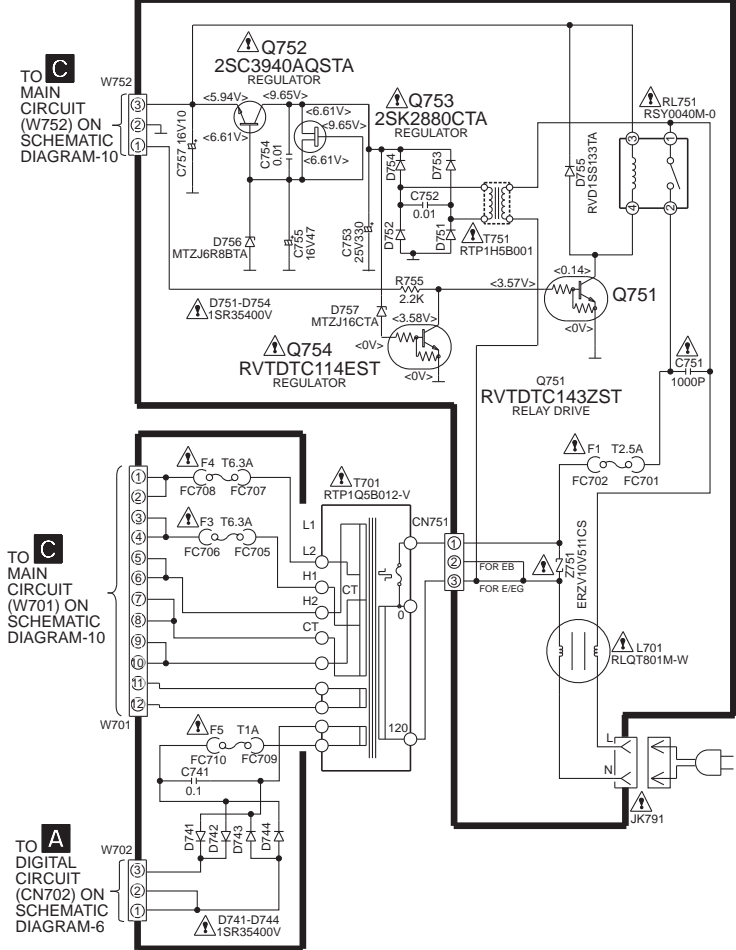 TO C
MAIN
CIRCUIT
(W752) ON
SCHEMATIC
DIAGRAM-10
W752
3
2
1
Q752
2SC3940AQSTA
REGULATOR
<5.94V>
<9.65V>
<6.61V>
C757 16V10
C754
0.01
<6.61V>
<9.65V>
<6.61V>
Q753
2SK2880CTA
REGULATOR
D754
D753
C752
0.01
D752
D751
T751
RTP1H5B001
D755
RVD1SS133TA
RL751
RSY0040M-0
3
1
4
2
D756
MTZJ6R8BTA
C755
16V47
C753
25V330
D751-D754
1SR35400V
R755
2.2K
<3.57V>
<0.14>
Q751
<0V>
D757
MTZJ16CTA
<3.58V>
<0V>
<0V>
Q754
RVTDTC114EST
REGULATOR
Q751
RVTDTC143ZST
RELAY DRIVE
C751
1000P
F1 T2.5A
FC702 FC701
TO C
MAIN
CIRCUIT
(W701) ON
SCHEMATIC
DIAGRAM-10
1
2
3
4
5
6
7
8
9
10
11
12
W701
F4 T6.3A
FC708 FC707
F3 T6.3A
FC706 FC705
T701
RTP1Q5B012-V
L1
L2
H1
H2
CT
CT
0
120
CN751
1
2
3
FOR EB
FOR E/EG
Z751
ERZV10V511CS
L701
RLQT801M-W
L
N
JK791
F5 T1A
FC710 FC709
C741
0.1
D741
D742
D743
D744
D741-D744
1SR35400V
TO A
DIGITAL
CIRCUIT
(CN702) ON
SCHEMATIC
DIAGRAM-6
W702
3
2
1